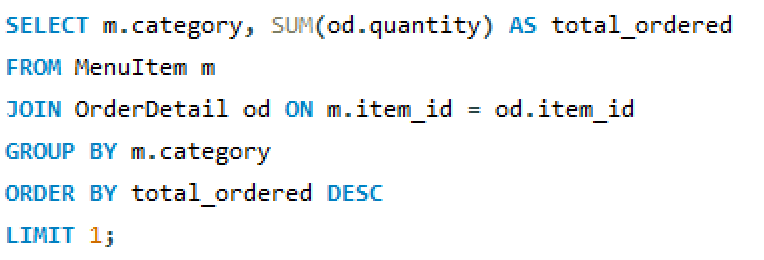 SELECT m.category, SUM(od.quantity) AS total_ordered
FROM MenuItem m
JOIN OrderDetail od ON m.item_id = od.item_id
GROUP BY m.category
ORDER BY total_ordered DESC
LIMIT 1;